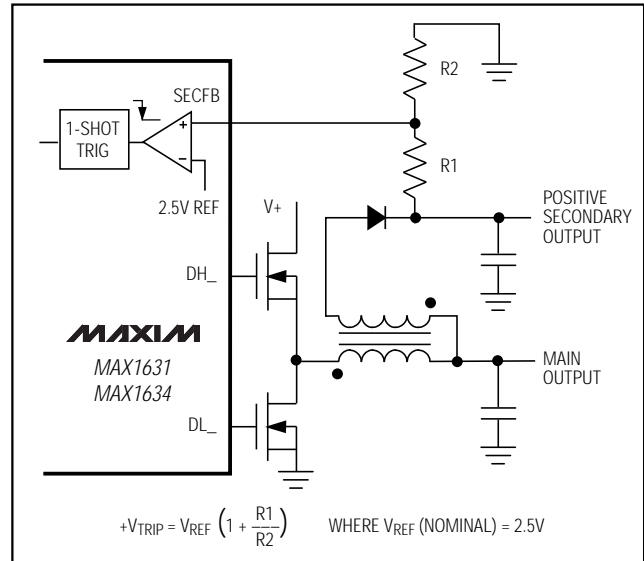 R2
SECFB
1-SHOT
TRIG
+
−
R1
2.5V REF
V+
POSITIVE
SECONDARY
OUTPUT
DH_
MAXIM
MAX1631
MAX1634
MAIN
OUTPUT
DL_
+VTRIP = VREF (1 + R1/R2) WHERE VREF (NOMINAL) = 2.5V